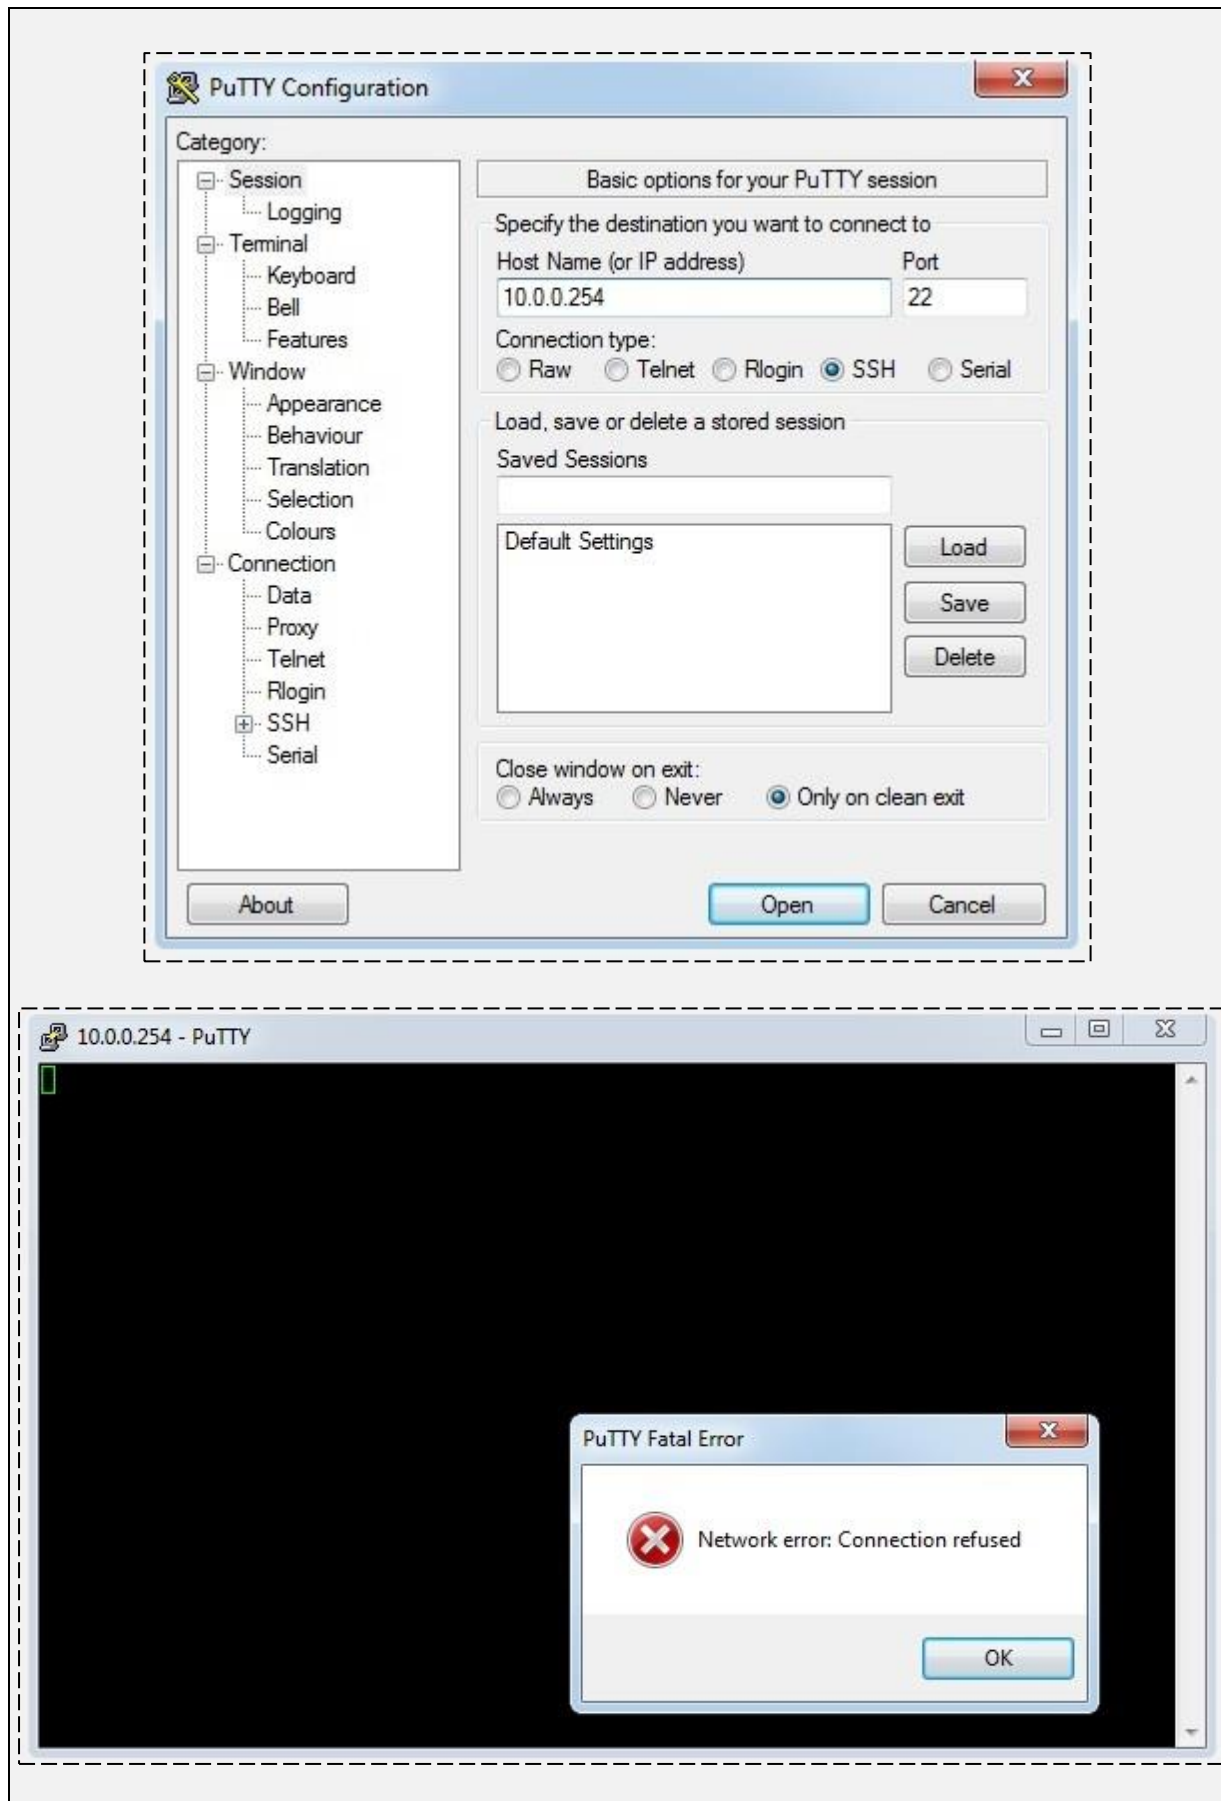 PuTTY Configuration
Category:
Session
Logging
Terminal
Keyboard
Bell
Features
Window
Appearance
Behaviour
Translation
Selection
Colours
Connection
Data
Proxy
Telnet
Rlogin
SSH
Serial
Basic options for your PuTTY session
Specify the destination you want to connect to
Host Name (or IP address) Port
10.0.0.254 22
Connection type:
Raw Telnet Rlogin SSH Serial
Load, save or delete a stored session
Saved Sessions
Default Settings
Load
Save
Delete
Close window on exit:
Always Never Only on clean exit
About Open Cancel
10.0.0.254 - PuTTY
PuTTY Fatal Error
Network error: Connection refused
OK